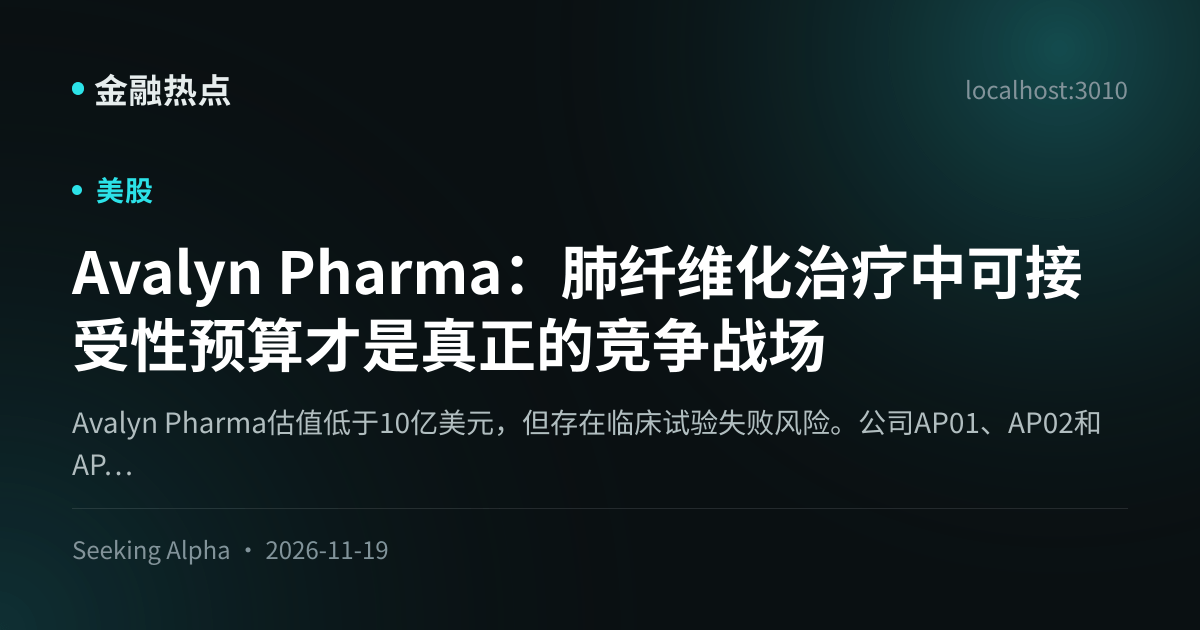 金融热点
localhost:3010
美股
Avalyn Pharma：肺纤维化治疗中可接
受性预算才是真正的竞争战场
Avalyn Pharma估值低于10亿美元，但存在临床试验失败风险。公司AP01、AP02和
AP…
Seeking Alpha · 2026-11-19